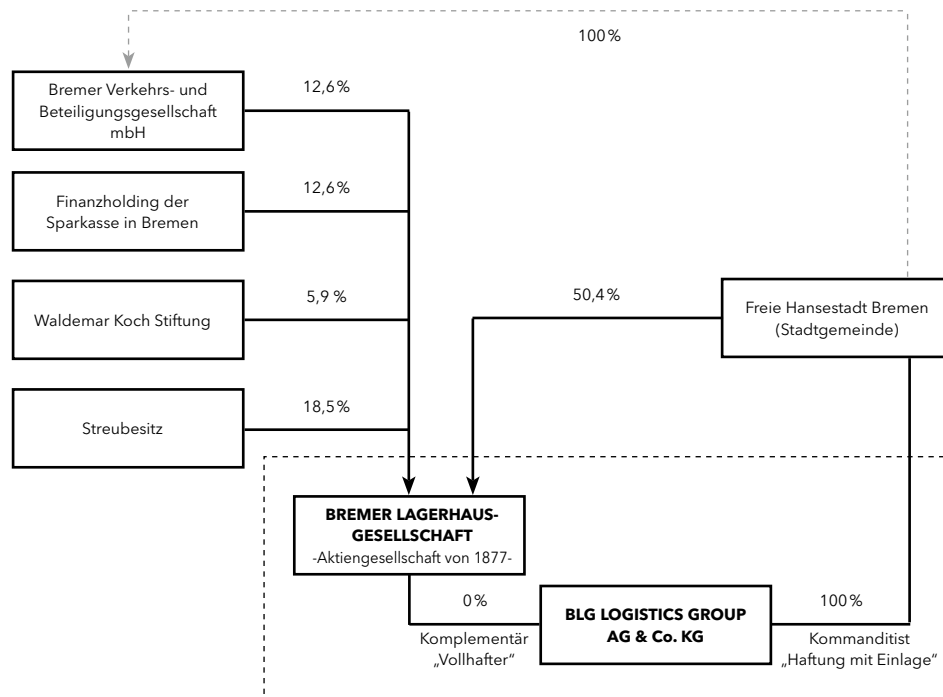 100 %
Bremer Verkehrs- und
Beteiligungsgesellschaft
mbH
12,6 %
Finanzholding der
Sparkasse in Bremen
12,6 %
Waldemar Koch Stiftung
5,9 %
50,4 %
Freie Hansestadt Bremen
(Stadtgemeinde)
Streubesitz
18,5 %
BREMER LAGERHAUS-
GESELLSCHAFT
-Aktiengesellschaft von 1877-
0 %
Komplementär
„Vollhafter“
BLG LOGISTICS GROUP
AG & Co. KG
100 %
Kommanditist
„Haftung mit Einlage“